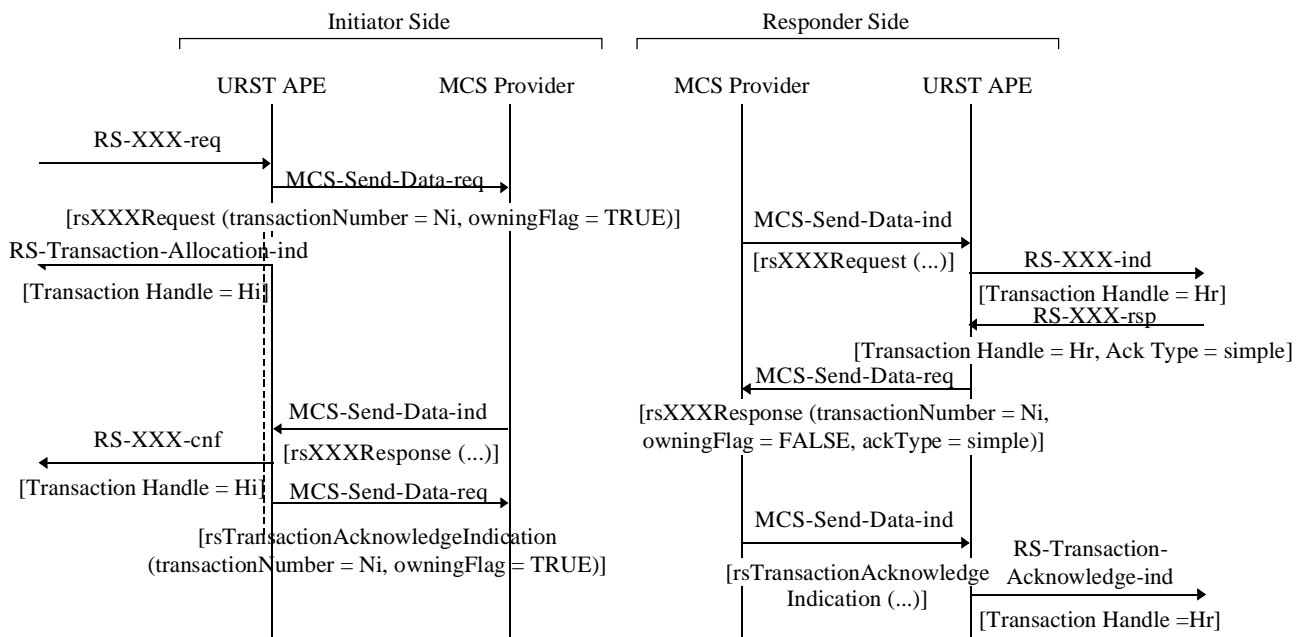 Initiator Side
Responder Side
URST APE
MCS Provider
MCS Provider
URST APE
RS-XXX-req
MCS-Send-Data-req
[rsXXXRequest (transactionNumber = Ni, owningFlag = TRUE)]
MCS-Send-Data-ind
RS-Transaction-Allocation-ind
[rsXXXRequest (...)]
RS-XXX-ind
[Transaction Handle = Hi]
[Transaction Handle = Hr]
RS-XXX-rsp
[Transaction Handle = Hr, Ack Type = simple]
MCS-Send-Data-req
MCS-Send-Data-ind
[rsXXXResponse (transactionNumber = Ni,
owningFlag = FALSE, ackType = simple)]
RS-XXX-cnf
[rsXXXResponse (...)]
[Transaction Handle = Hi]
MCS-Send-Data-req
MCS-Send-Data-ind
[rsTransactionAcknowledgeIndication
(transactionNumber = Ni, owningFlag = TRUE)]
RS-Transaction-
Acknowledge-ind
[rsTransactionAcknowledge
Indication (...)]
[Transaction Handle =Hr]